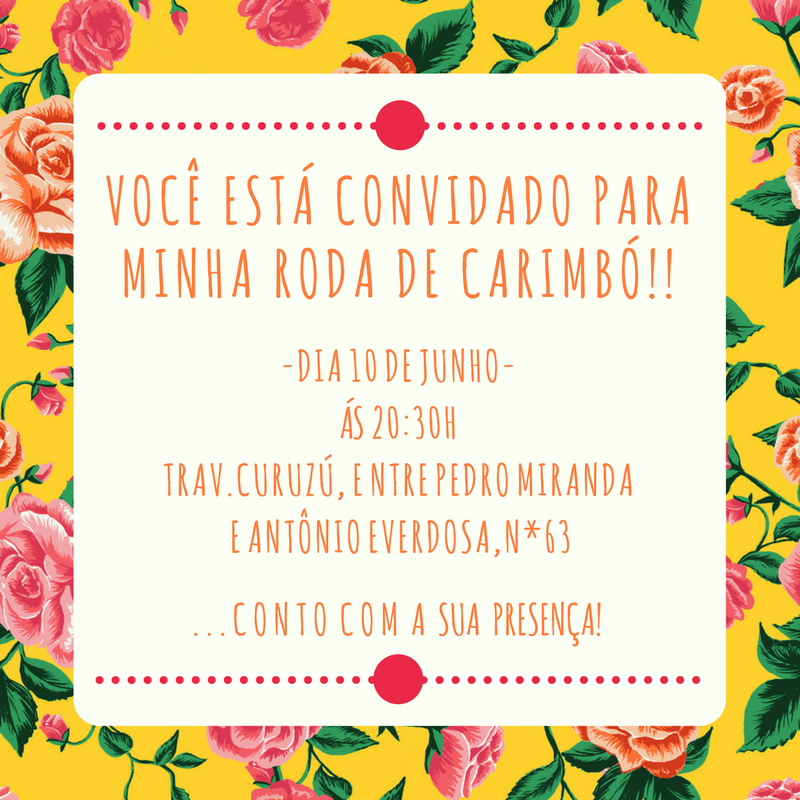 VOCÊ ESTÁ CONVIDADO PARA
MINHA RODA DE CARIMBÓ!!
-DIA 10 DE JUNHO-
ÁS 20:30H
TRAV.CURUZÚ, ENTRE PEDRO MIRANDA
E ANTÔNIO EVERDOSA,N*63
...CONTO COM A SUA PRESENÇA!